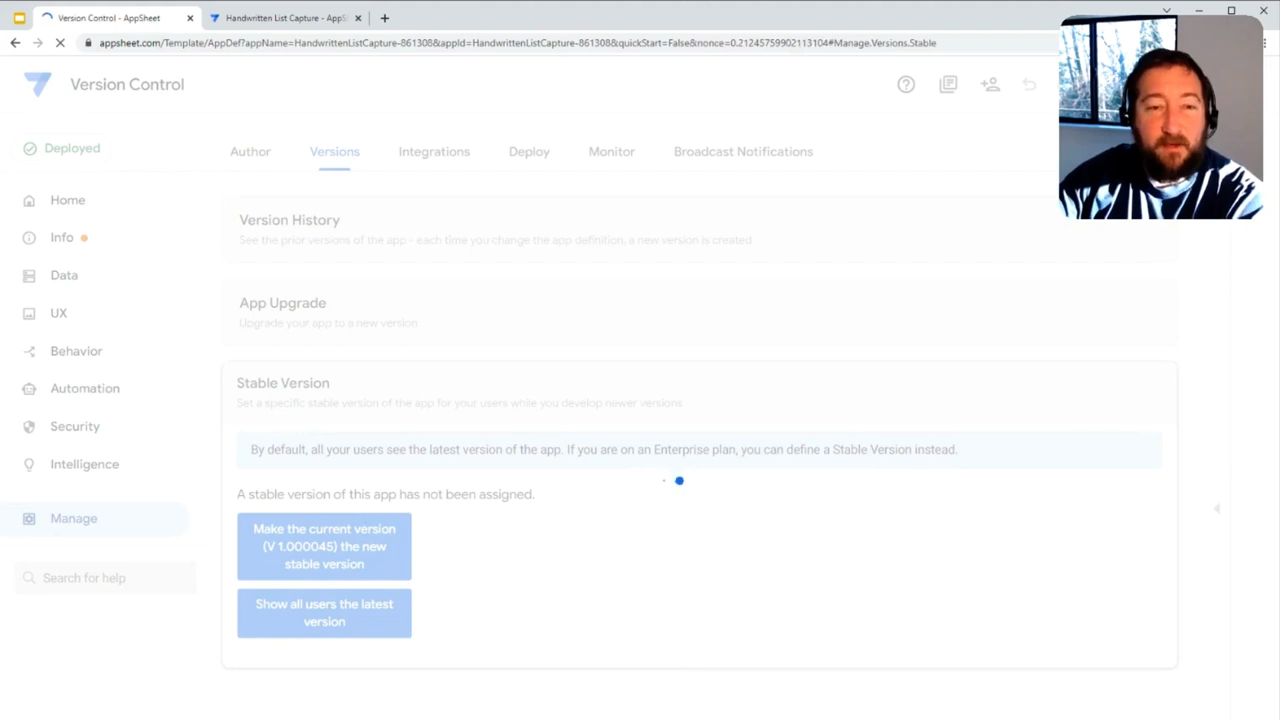 Version Control - AppSheet
Handwritten List Capture - AppS
appsheet.com/Template/AppDef?appName=HandwrittenListCapture-861308&appId=HandwrittenListCapture-861308&quickStart=False&nonce=0.21245759902113104#Manage.Versions.Stable
Version Control
Deployed
Author
Versions
Integrations
Deploy
Monitor
Broadcast Notifications
Home
Info
Data
UX
Behavior
Automation
Security
Intelligence
Manage
Search for help
Version History
See the prior versions of the app - each time you change the app definition, a new version is created
App Upgrade
Upgrade your app to a new version
Stable Version
Set a specific stable version of the app for your users while you develop newer versions
By default, all your users see the latest version of the app. If you are on an Enterprise plan, you can define a Stable Version instead.
A stable version of this app has not been assigned.
Make the current version
(V 1.000045) the new
stable version
Show all users the latest
version